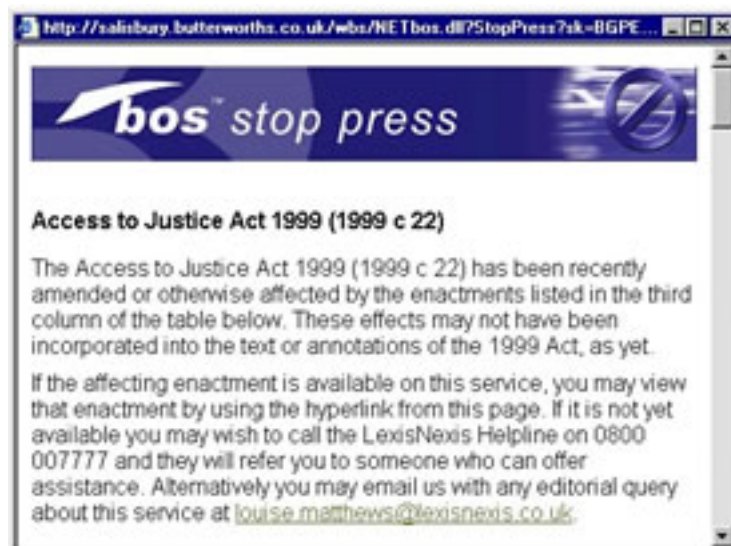 http://salisbury.butterworths.co.uk/wbs/NETbos.dll?StopPress?sk=BGPE...
bos™ stop press
Access to Justice Act 1999 (1999 c 22)
The Access to Justice Act 1999 (1999 c 22) has been recently
amended or otherwise affected by the enactments listed in the third
column of the table below. These effects may not have been
incorporated into the text or annotations of the 1999 Act, as yet.
If the affecting enactment is available on this service, you may view
that enactment by using the hyperlink from this page. If it is not yet
available you may wish to call the LexisNexis Helpline on 0800
007777 and they will refer you to someone who can offer
assistance. Alternatively you may email us with any editorial query
about this service at louise.matthews@lexisnexis.co.uk.